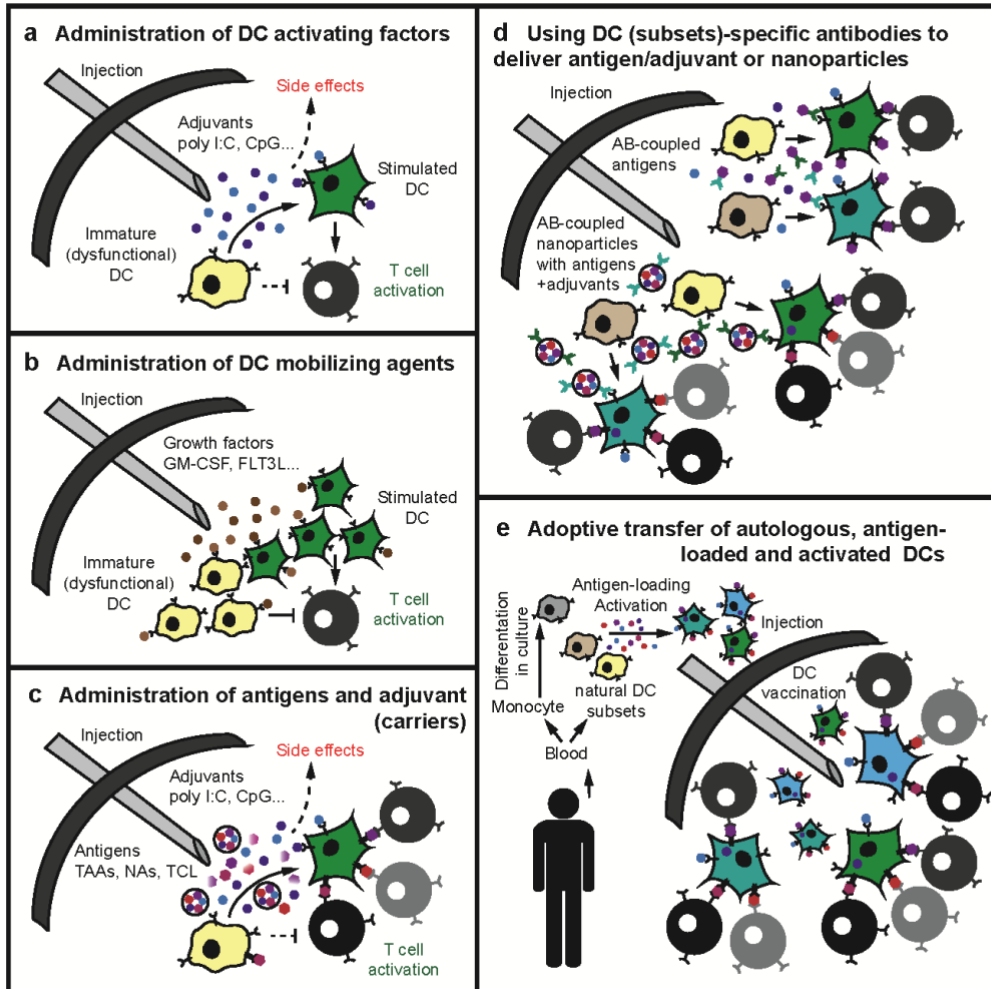 a Administration of DC activating factors
Injection
Side effects
Adjuvants
poly I:C, CpG...
Stimulated
DC
Immature
(dysfunctional)
DC
T cell
activation
b Administration of DC mobilizing agents
Injection
Growth factors
GM-CSF, FLT3L...
Stimulated
DC
Immature
(dysfunctional)
DC
T cell
activation
c Administration of antigens and adjuvant
(carriers)
Injection
Side effects
Adjuvants
poly I:C, CpG...
Antigens
TAAs, NAs, TCL
T cell
activation
d Using DC (subsets)-specific antibodies to
deliver antigen/adjuvant or nanoparticles
Injection
AB-coupled
antigens
AB-coupled
nanoparticles
with antigens
+adjuvants
e Adoptive transfer of autologous, antigen-
loaded and activated DCs
Differentation
in culture
Antigen-loading
Activation
Injection
DC
vaccination
natural DC
subsets
Monocyte
Blood